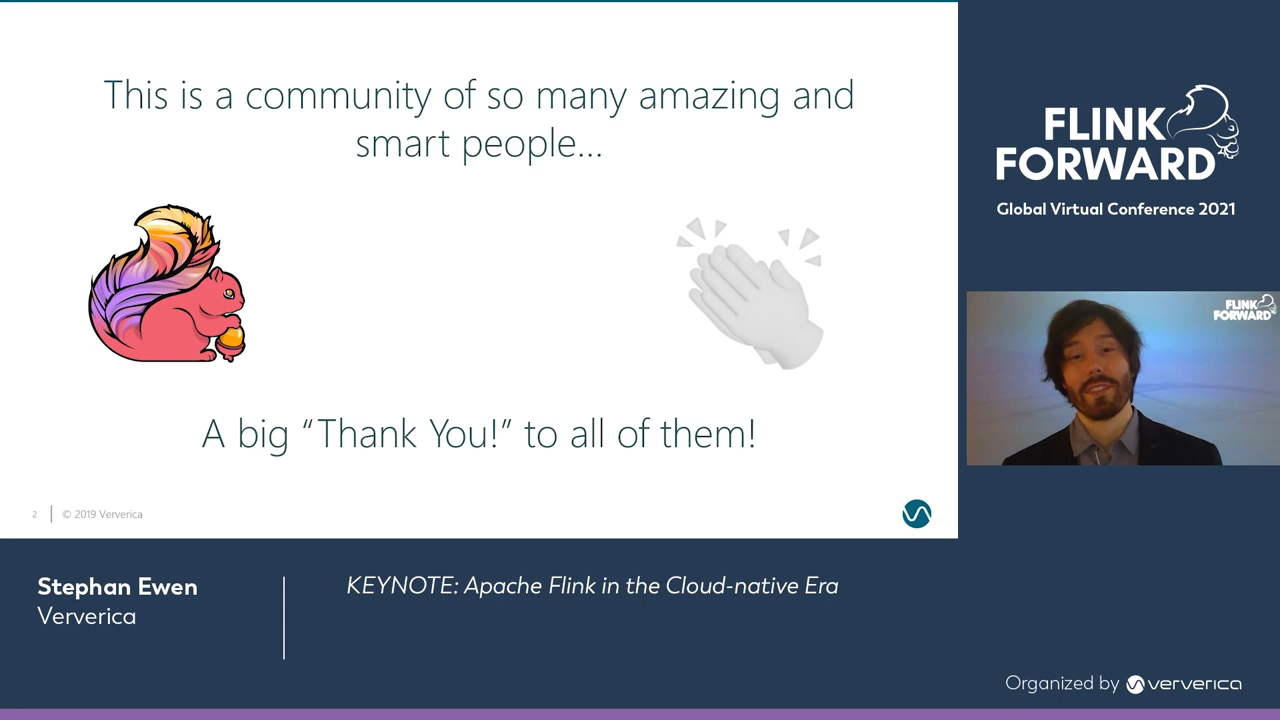 This is a community of so many amazing and
smart people...
A big “Thank You!” to all of them!
2 | © 2019 Ververica
FLINK
FORWARD
Global Virtual Conference 2021
FLINK
FORWARD
Stephan Ewen
Ververica
KEYNOTE: Apache Flink in the Cloud-native Era
Organized by ververica